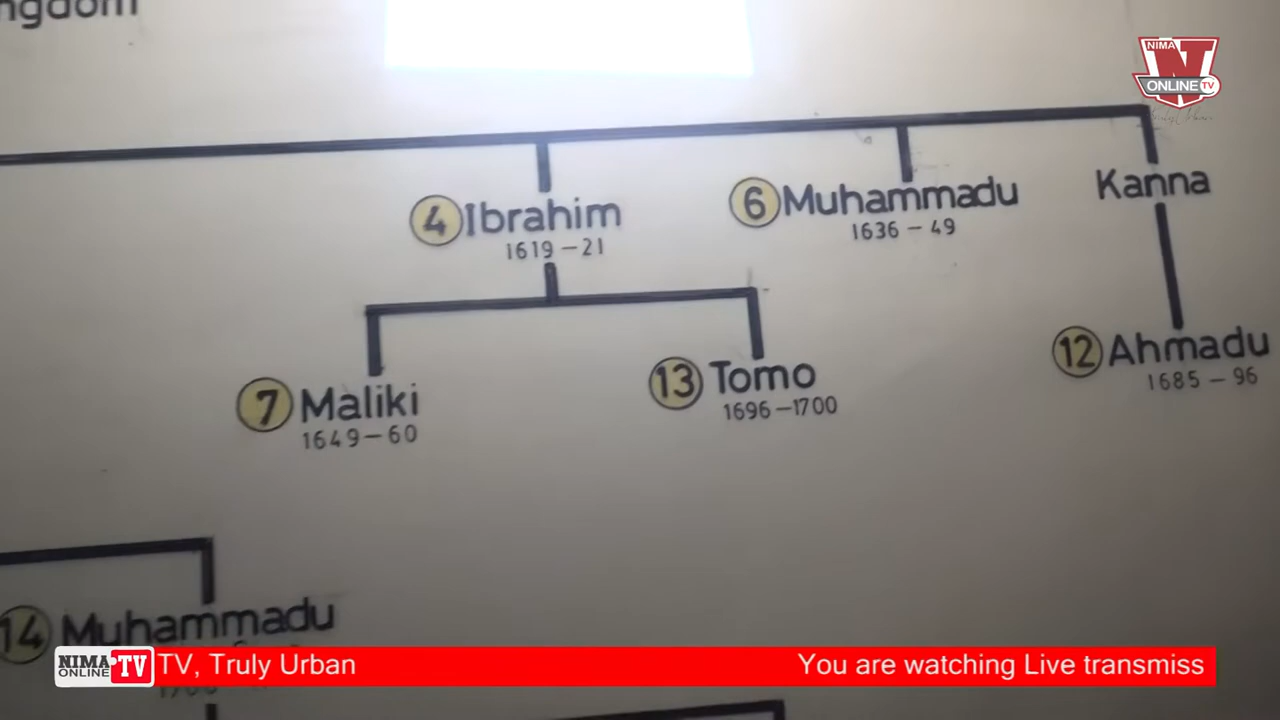 ngdom
NIMA
N
ONLINE TV
Truly Urban
4 Ibrahim
1619 - 21
6 Muhammadu
1636 - 49
Kanna
7 Maliki
1649 - 60
13 Tomo
1696 - 1700
12 Ahmadu
1685 - 96
14 Muhammadu
NIMA
ONLINE TV
TV, Truly Urban
You are watching Live transmiss